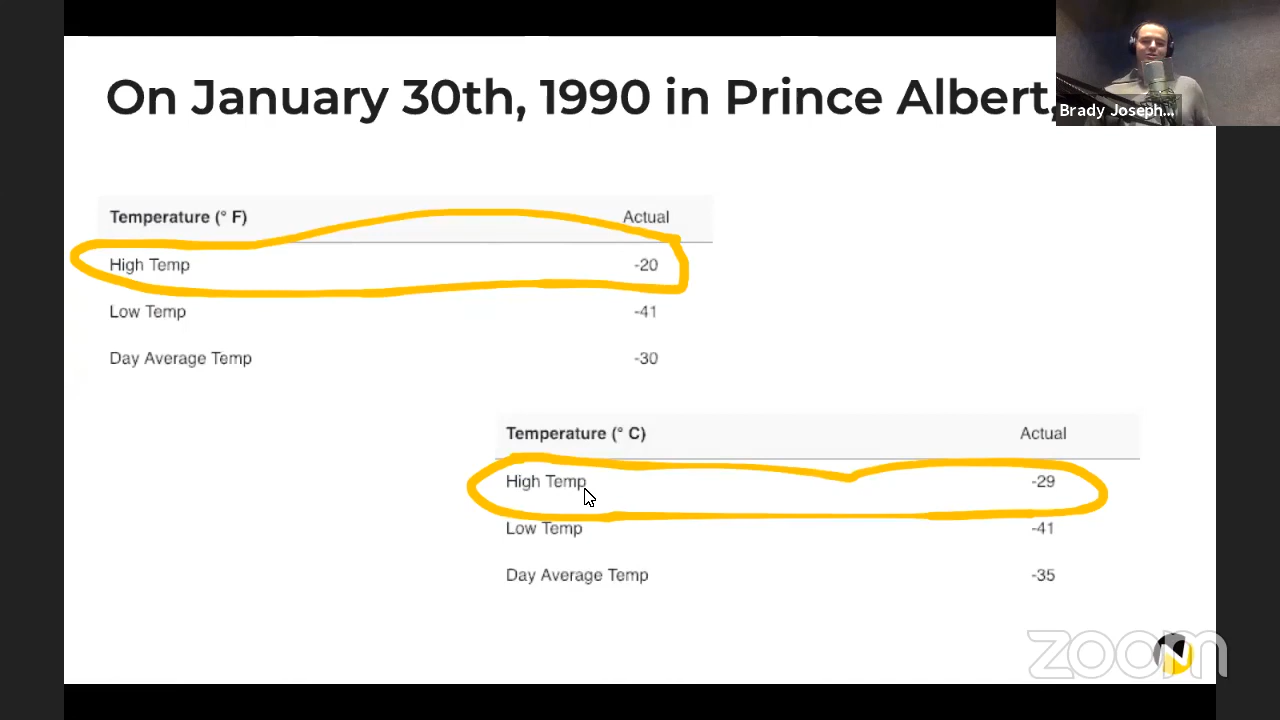 On January 30th, 1990 in Prince Albert,
Brady Joseph...
Temperature (° F) Actual
High Temp -20
Low Temp -41
Day Average Temp -30
Temperature (° C) Actual
High Temp -29
Low Temp -41
Day Average Temp -35
zoom